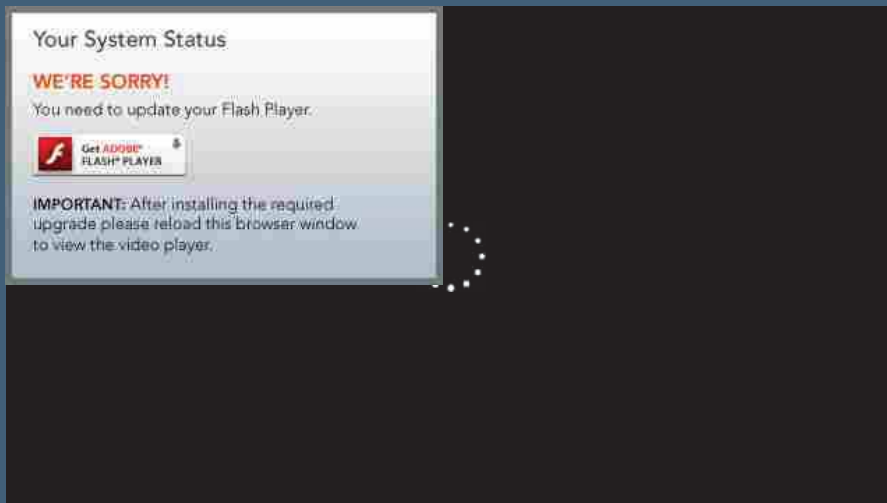 Your System Status
WE'RE SORRY!
You need to update your Flash Player.
Get ADOBE®
FLASH® PLAYER
IMPORTANT: After installing the required
upgrade please reload this browser window
to view the video player.